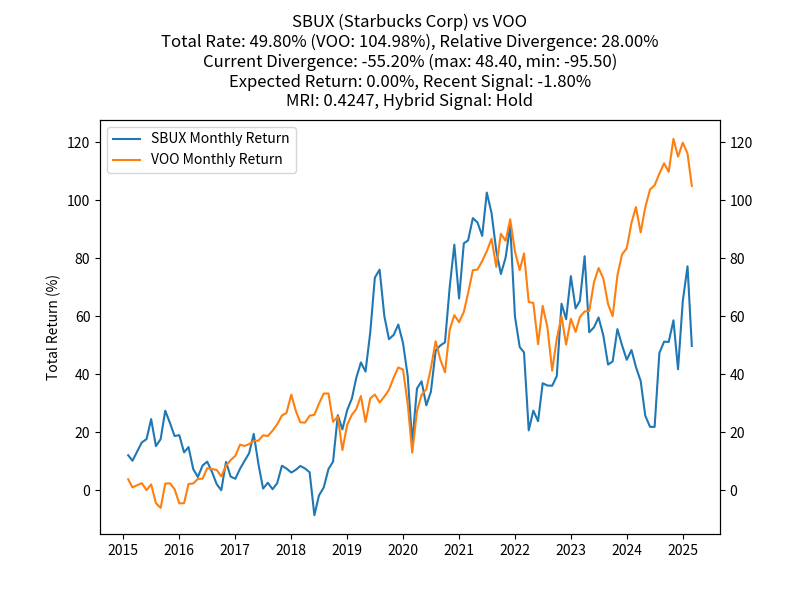 SBUX (Starbucks Corp) vs VOO
Total Rate: 49.80% (VOO: 104.98%), Relative Divergence: 28.00%
Current Divergence: -55.20% (max: 48.40, min: -95.50)
Expected Return: 0.00%, Recent Signal: -1.80%
MRI: 0.4247, Hybrid Signal: Hold
SBUX Monthly Return
VOO Monthly Return
Total Return (%)
120 120
100 100
80 80
60 60
40 40
20 20
0 0
2015 2016 2017 2018 2019 2020 2021 2022 2023 2024 2025